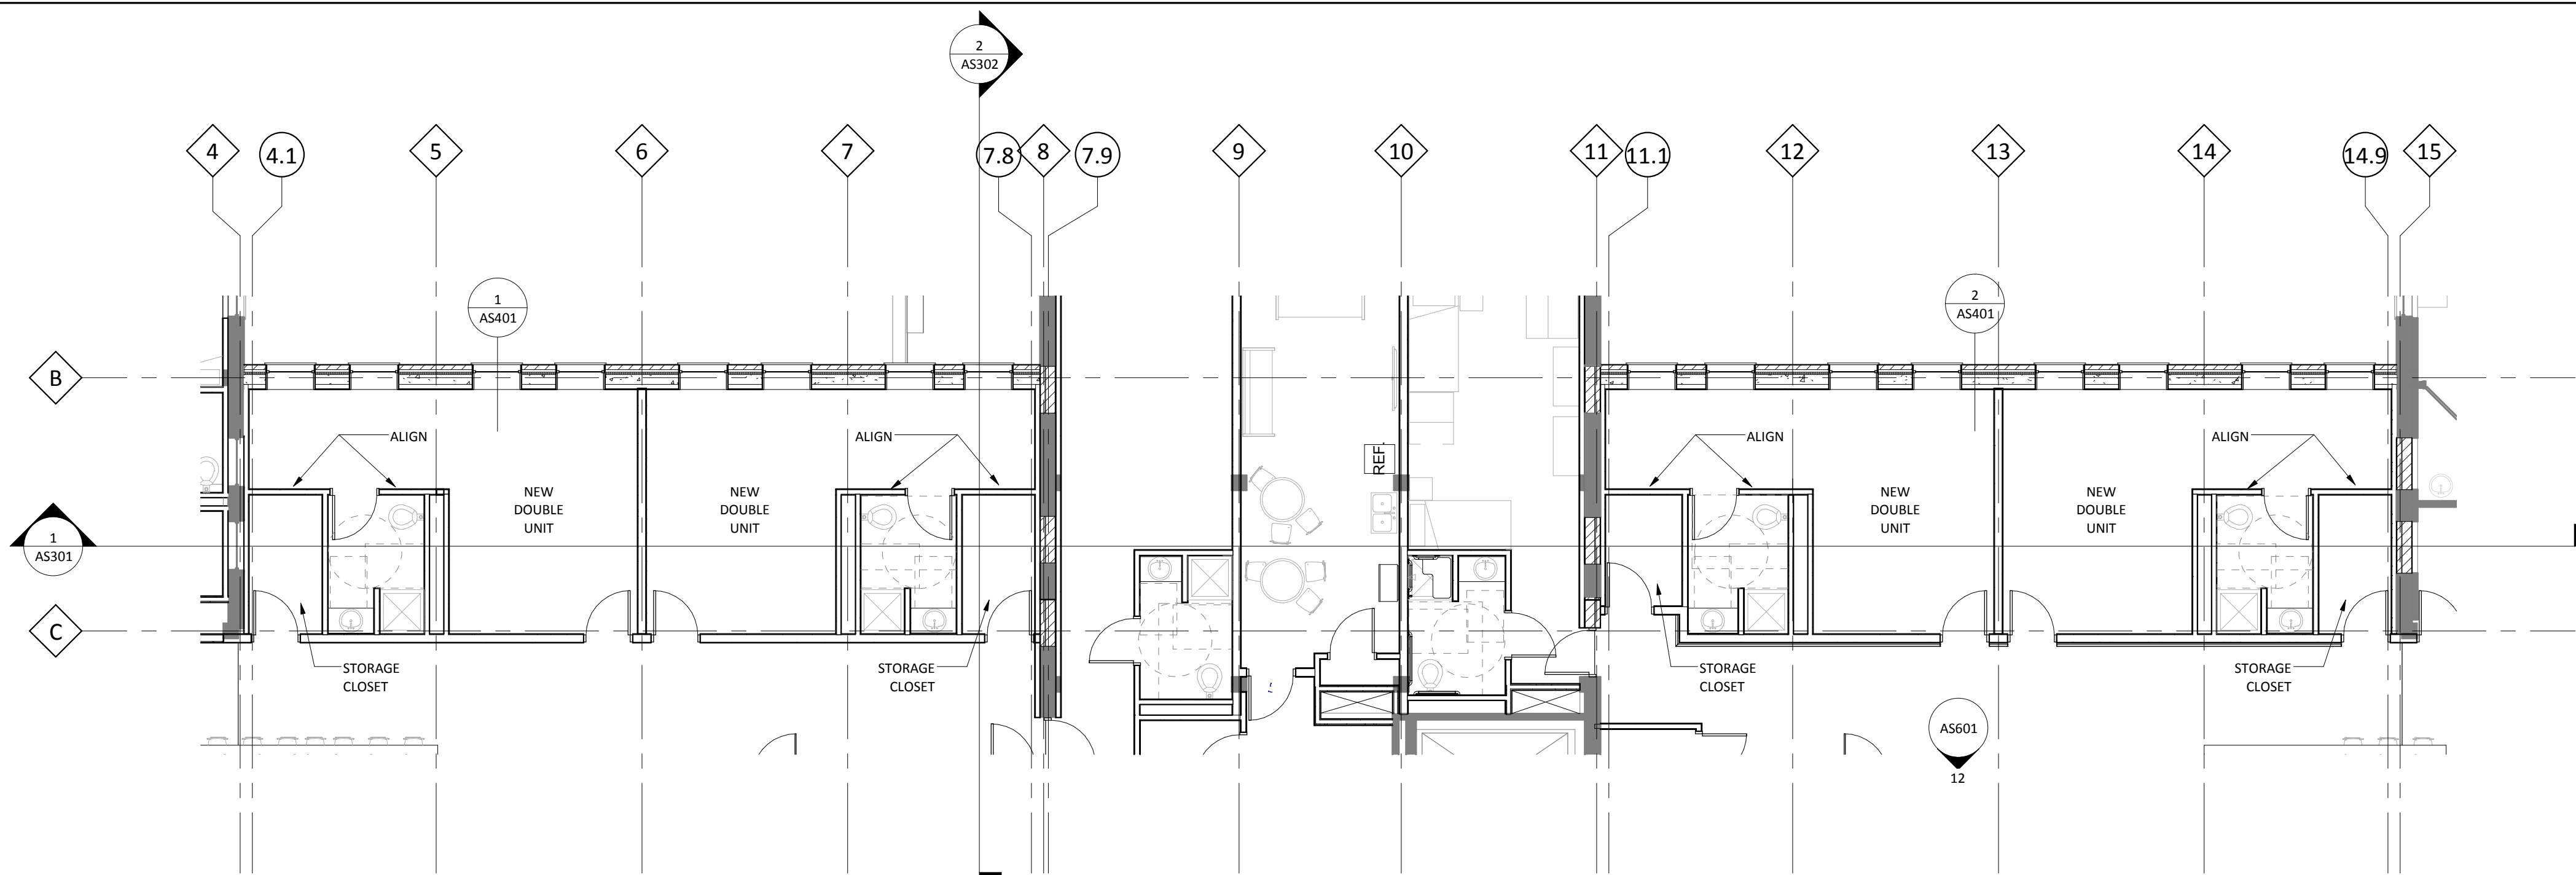 2
AS302
4
4.1
5
6
7
7.8
8
7.9
9
10
11
11.1
12
13
14
14.9
15
1
AS401
2
AS401
B
ALIGN
ALIGN
ALIGN
ALIGN
REF.
NEW
DOUBLE
UNIT
NEW
DOUBLE
UNIT
NEW
DOUBLE
UNIT
NEW
DOUBLE
UNIT
1
AS301
C
STORAGE
CLOSET
STORAGE
CLOSET
STORAGE
CLOSET
STORAGE
CLOSET
AS601
12